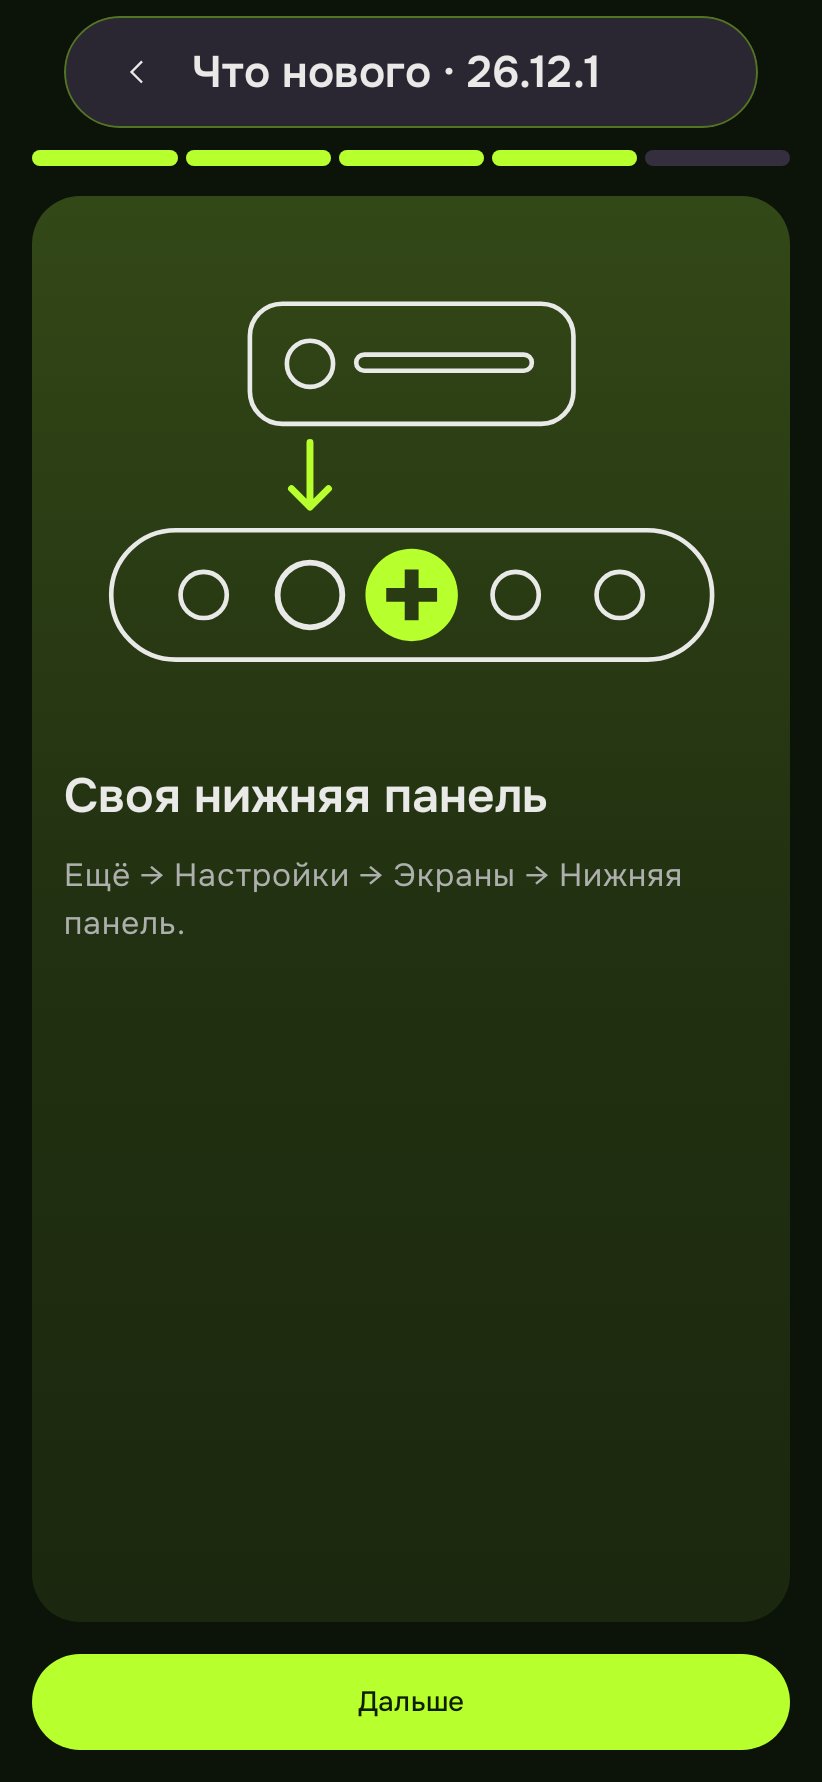 Что нового · 26.12.1
Своя нижняя панель
Ещё → Настройки → Экраны → Нижняя
панель.
Дальше